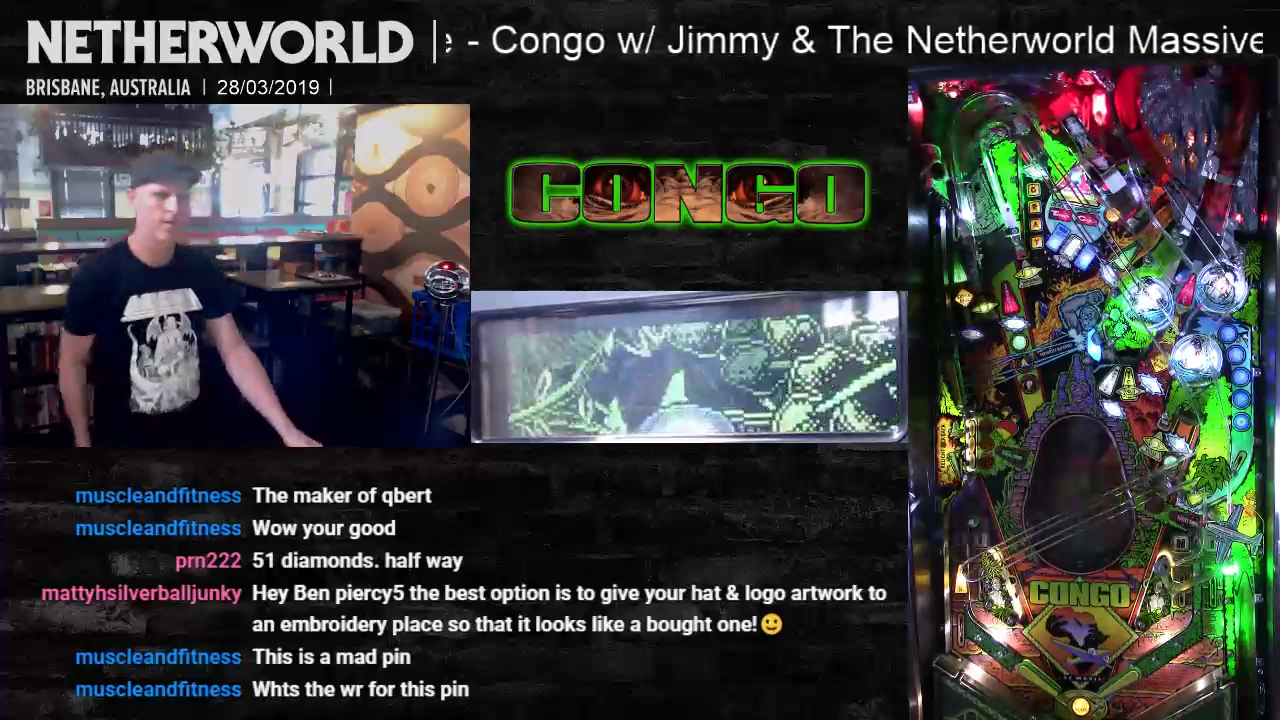 NETHERWORLD
- Congo w/ Jimmy & The Netherworld Massive
BRISBANE, AUSTRALIA | 28/03/2019 |
CONGO
GRAY
muscleandfitness The maker of qbert
muscleandfitness Wow your good
prn222 51 diamonds. half way
mattyhsilverballjunky Hey Ben piercy5 the best option is to give your hat & logo artwork to
an embroidery place so that it looks like a bought one!😃
muscleandfitness This is a mad pin
muscleandfitness Whts the wr for this pin
CONGO